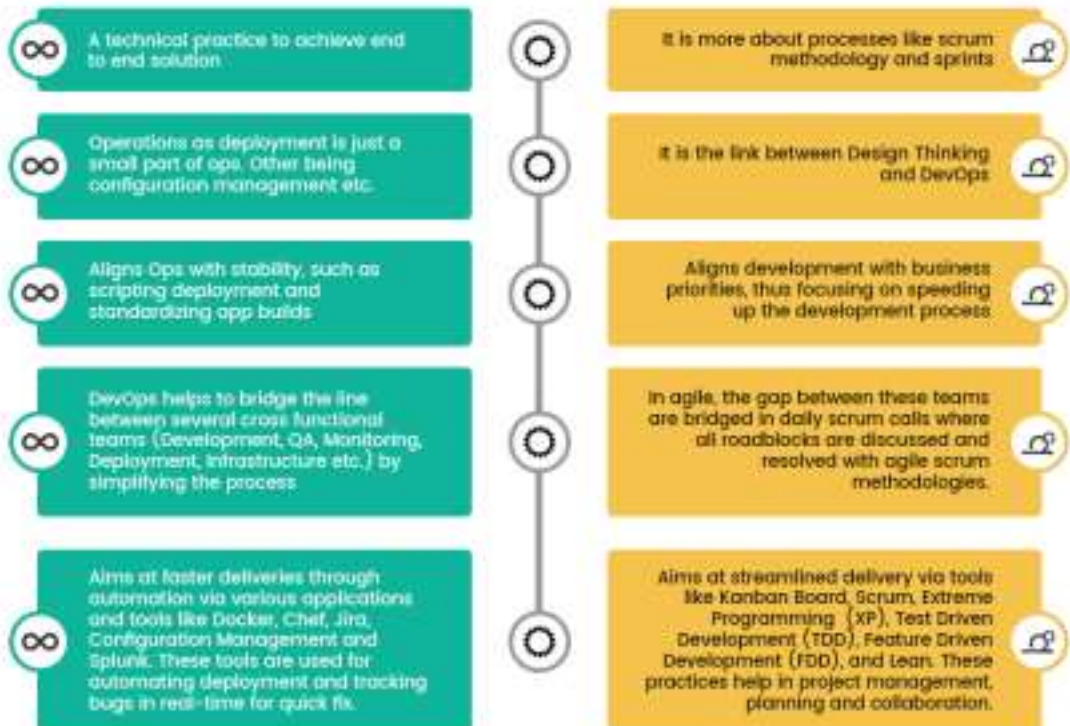 A technical practice to achieve end
to end solution
It is more about processes like scrum
methodology and sprints
Operations as deployment is just a
small part of ops. Other being
configuration management etc.
It is the link between Design Thinking
and DevOps
Aligns Ops with stability, such as
scripting deployment and
standardizing app builds
Aligns development with business
priorities, thus focusing on speeding
up the development process
DevOps helps to bridge the line
between several cross functional
teams (Development, QA, Monitoring,
Deployment, Infrastructure etc.) by
simplifying the process
In agile, the gap between these teams
are bridged in daily scrum calls where
all roadblocks are discussed and
resolved with agile scrum
methodologies.
Aims at faster deliveries through
automation via various applications
and tools like Docker, Chef, Jira,
Configuration Management and
Splunk. These tools are used for
automating deployment and tracking
bugs in real-time for quick fix.
Aims at streamlined delivery via tools
like Kanban Board, Scrum, Extreme
Programming (XP), Test Driven
Development (TDD), Feature Driven
Development (FDD), and Lean. These
practices help in project management,
planning and collaboration.